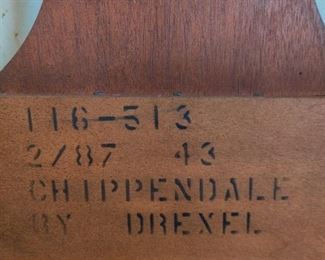 116-513
2/87 43
CHIPPENDALE
BY DREXEL